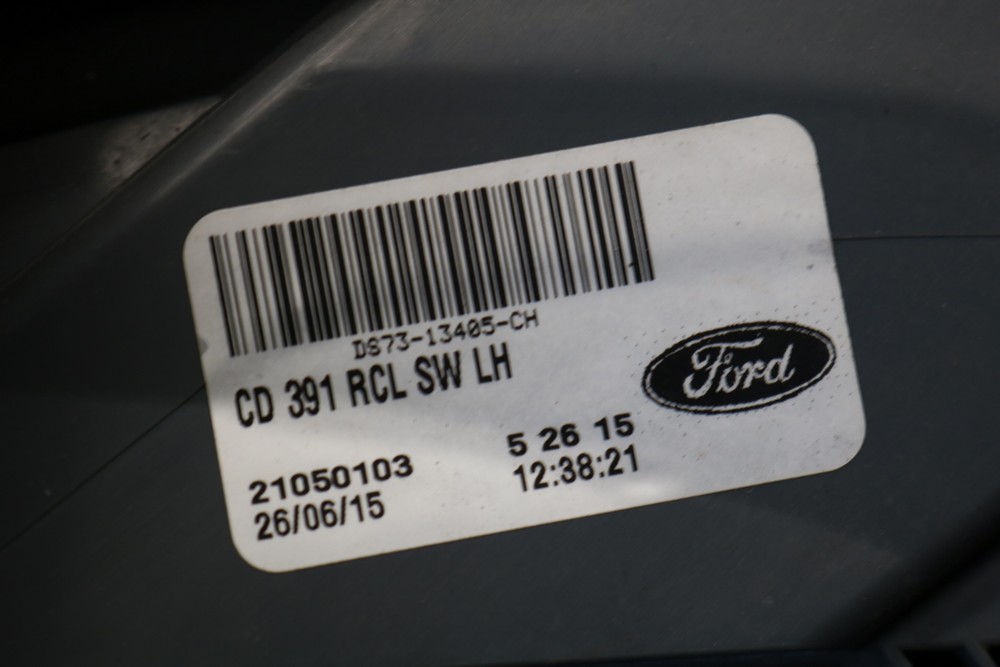 DS73-13405-CH
CD 391 RCL SW LH
Ford
5 26 15
21050103
12:38:21
26/06/15